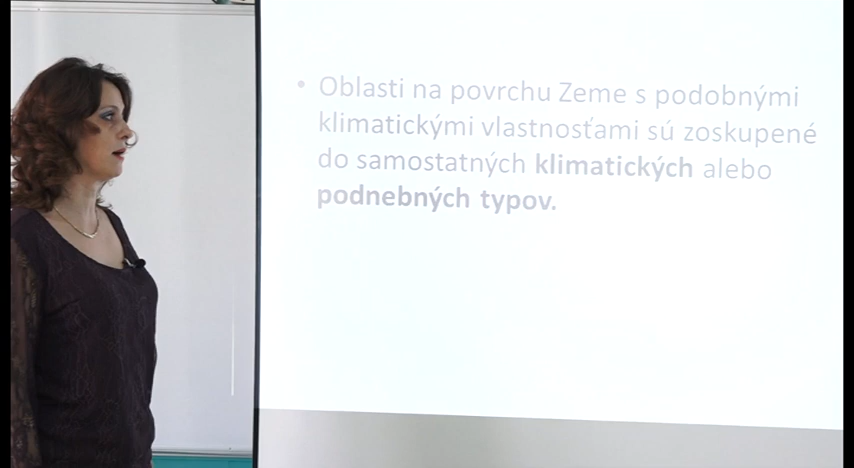 • Oblasti na povrchu Zeme s podobnými
klimatickými vlastnosťami sú zoskupené
do samostatných klimatických alebo
podnebných typov.